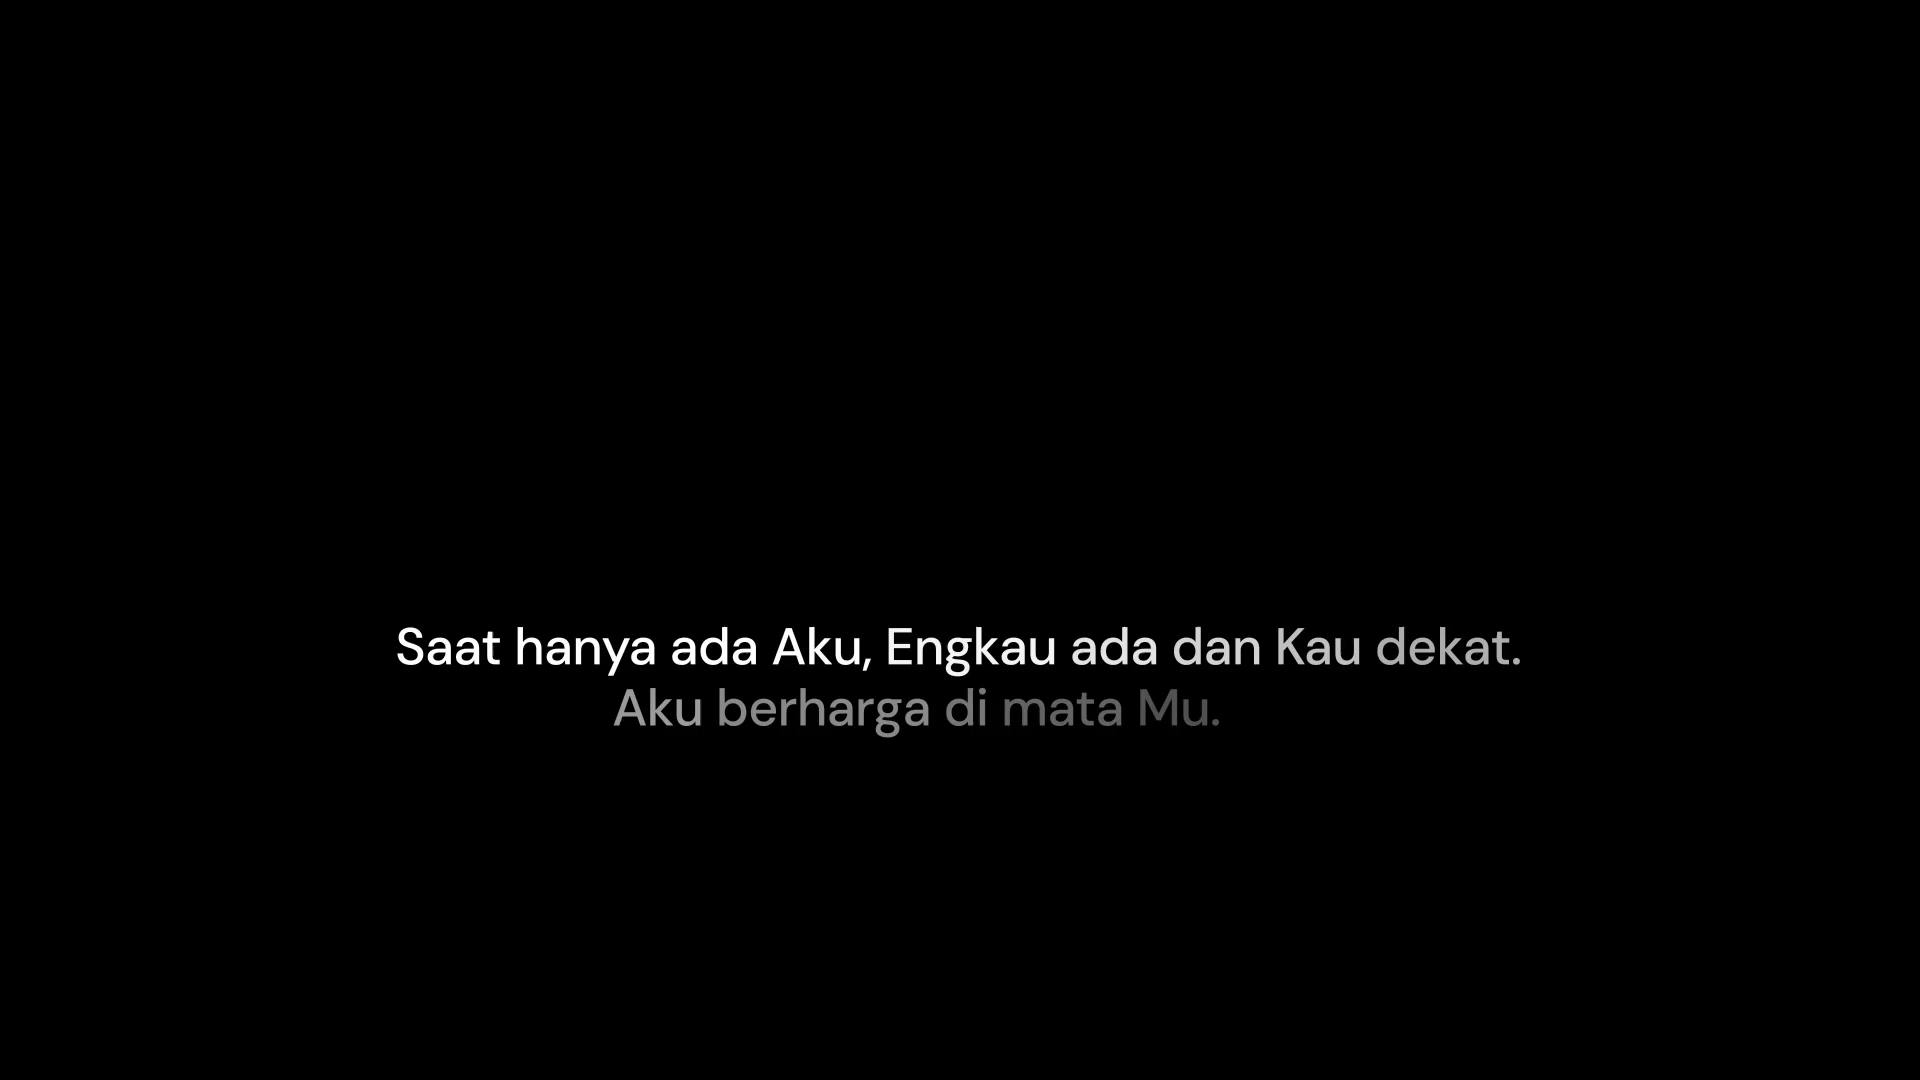 Saat hanya ada Aku, Engkau ada dan Kau dekat.
Aku berharga di mata Mu.